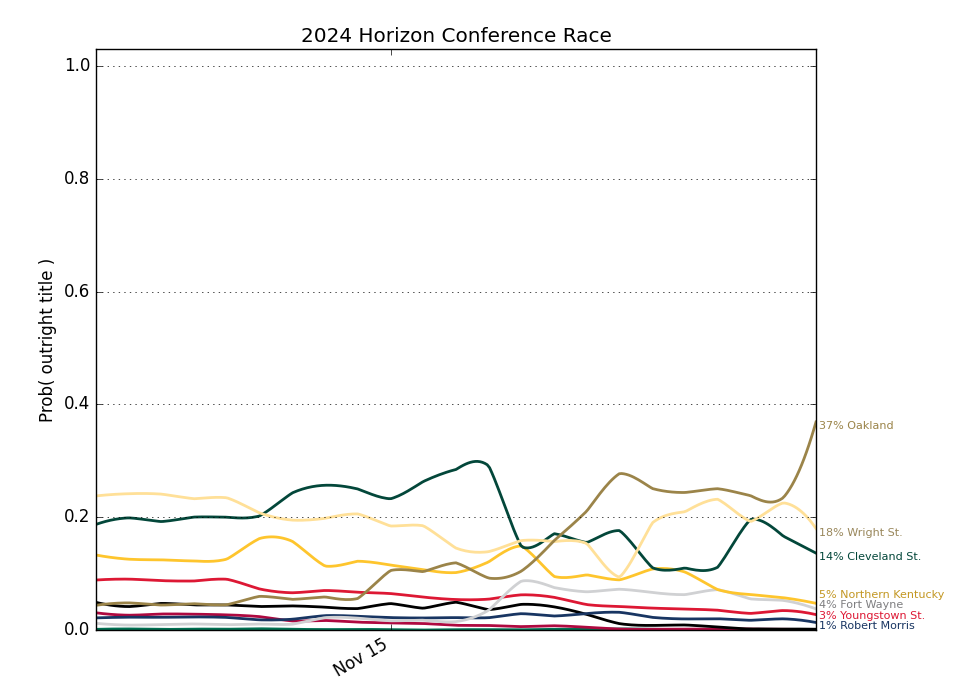 2024 Horizon Conference Race
1.0
0.8
0.6
0.4
0.2
0.0
Prob( outright title )
Nov 15
37% Oakland
18% Wright St.
14% Cleveland St.
5% Northern Kentucky
4% Fort Wayne
3% Youngstown St.
1% Robert Morris